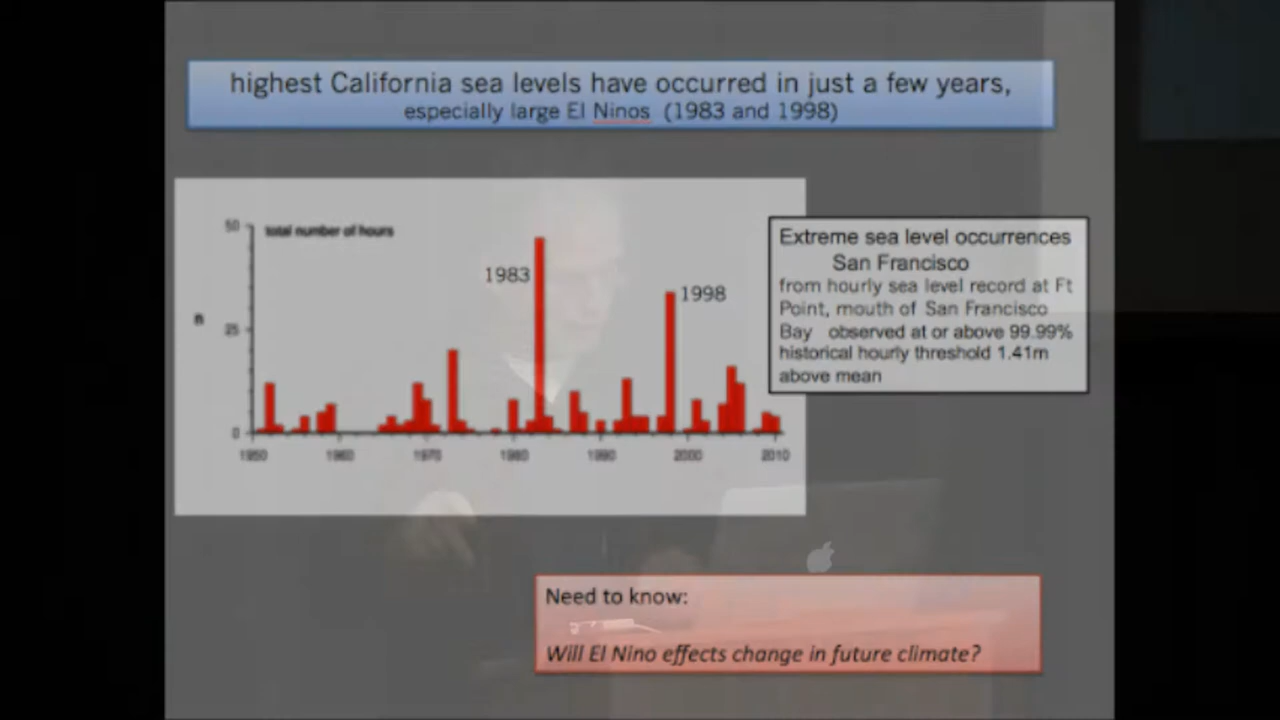 highest California sea levels have occurred in just a few years,
especially large El Ninos (1983 and 1998)
50
total number of hours
1983
1998
n
25
0
1950
1960
1970
1980
1990
2000
2010
Extreme sea level occurrences
San Francisco
from hourly sea level record at Ft
Point, mouth of San Francisco
Bay observed at or above 99.99%
historical hourly threshold 1.41m
above mean
Need to know:
Will El Nino effects change in future climate?